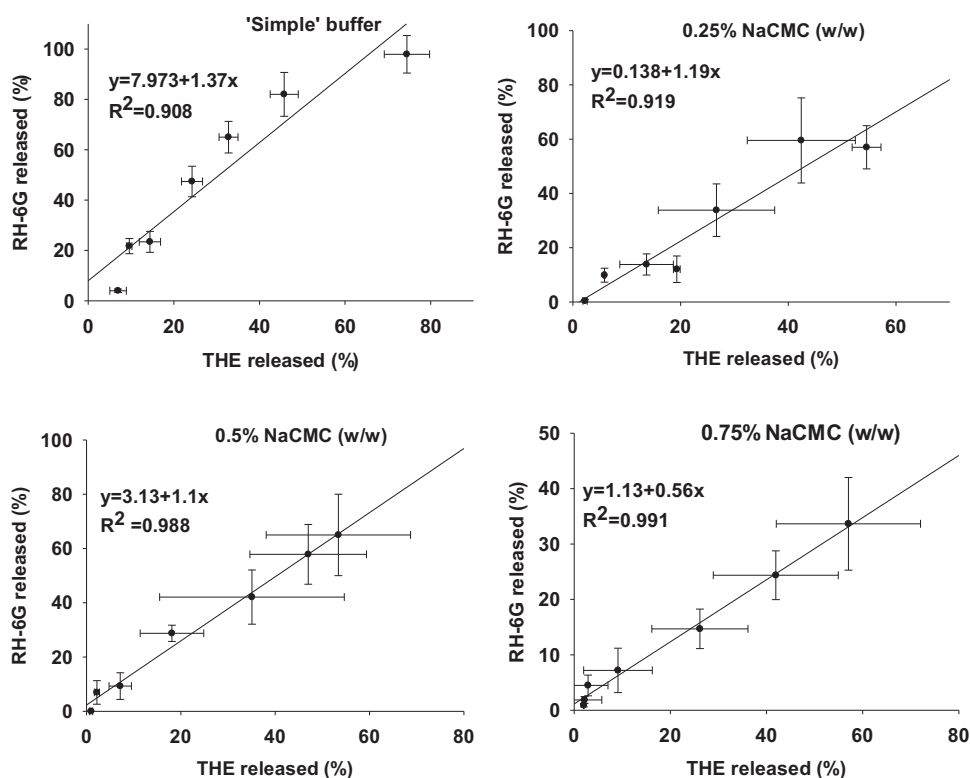 'Simple' buffer
y=7.973+1.37x
R2=0.908
RH-6G released (%)
100
80
60
40
20
0
0 20 40 60 80
THE released (%)
0.25% NaCMC (w/w)
y=0.138+1.19x
R2=0.919
RH-6G released (%)
100
80
60
40
20
0
0 20 40 60
THE released (%)
0.5% NaCMC (w/w)
y=3.13+1.1x
R2=0.988
RH-6G released (%)
100
80
60
40
20
0
0 20 40 60 80
THE released (%)
0.75% NaCMC (w/w)
y=1.13+0.56x
R2=0.991
RH-6G released (%)
50
40
30
20
10
0
0 20 40 60 80
THE released (%)